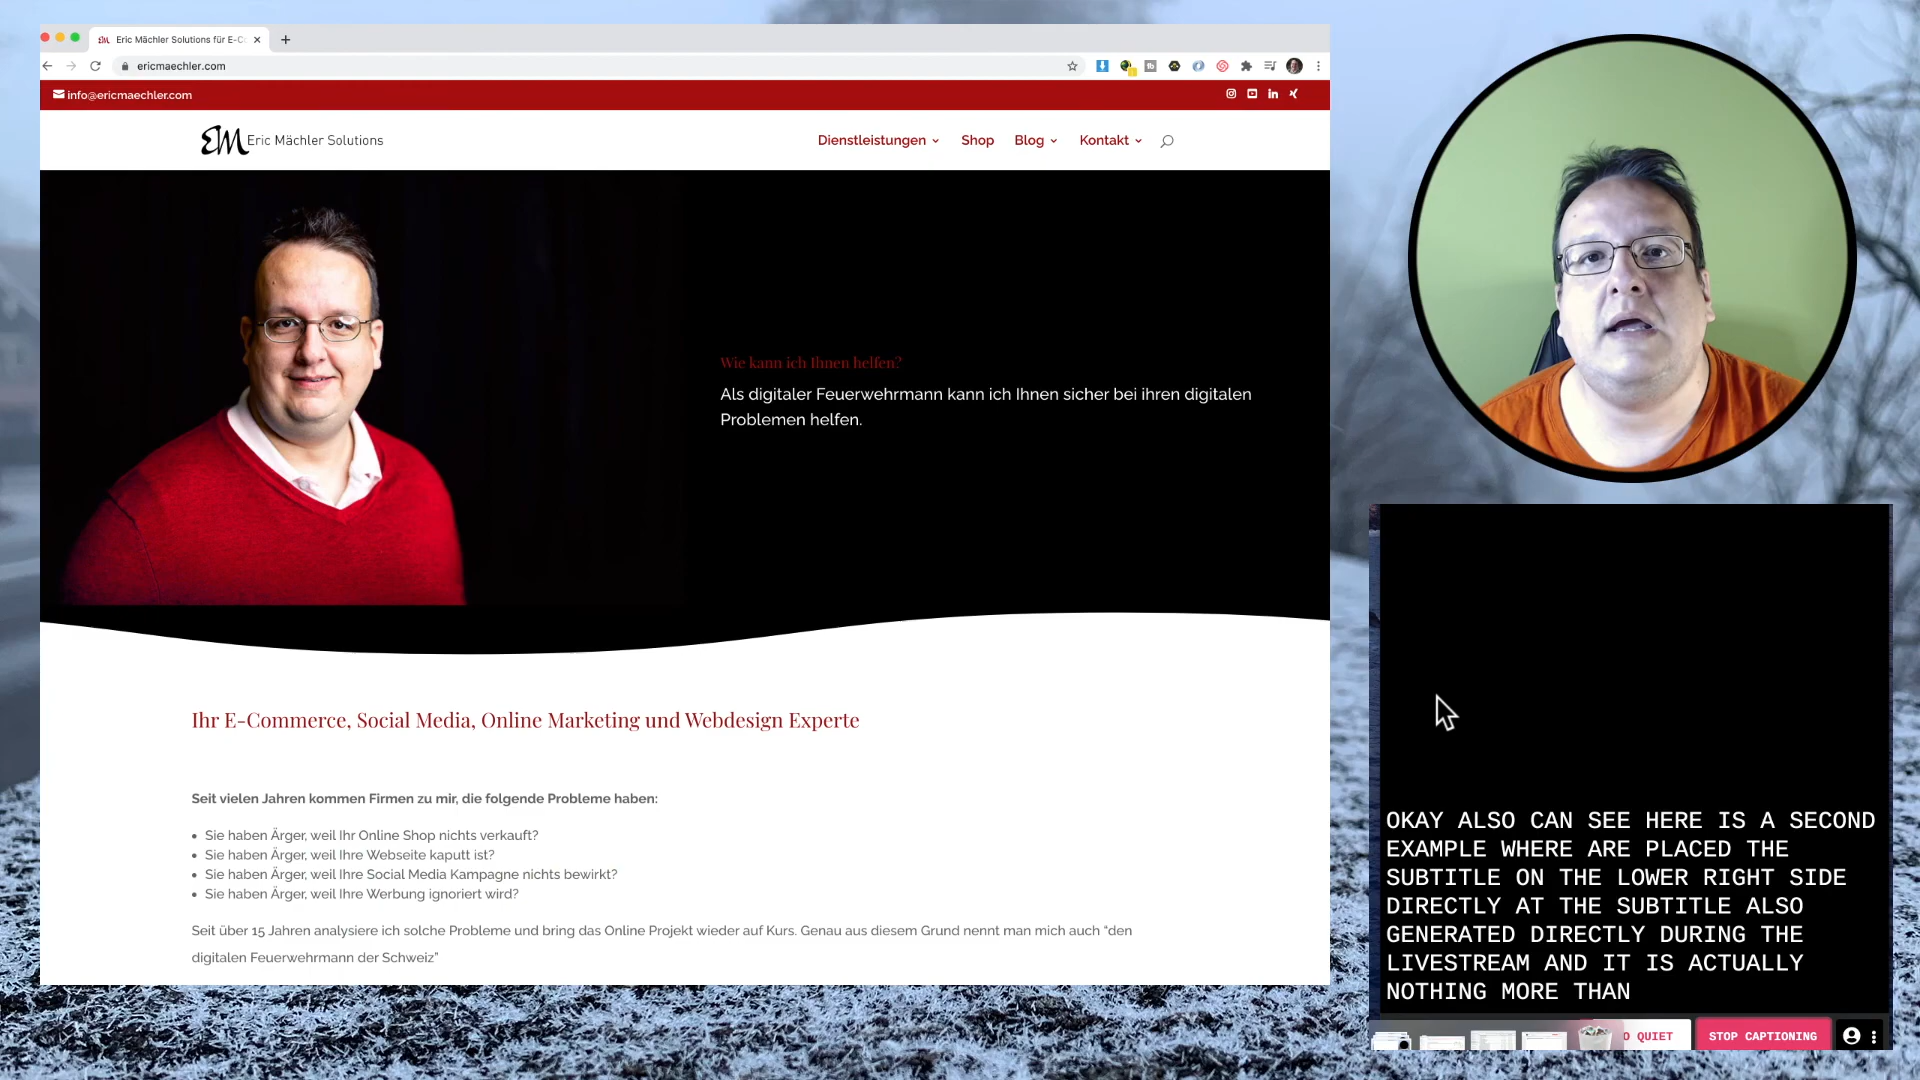 Eric Mächler Solutions für E-C
ericmaechler.com
info@ericmaechler.com
EM Eric Mächler Solutions
Dienstleistungen
Shop
Blog
Kontakt
Wie kann ich Ihnen helfen?
Als digitaler Feuerwehrmann kann ich Ihnen sicher bei ihren digitalen
Problemen helfen.
Ihr E-Commerce, Social Media, Online Marketing und Webdesign Experte
Seit vielen Jahren kommen Firmen zu mir, die folgende Probleme haben:
Sie haben Ärger, weil Ihr Online Shop nichts verkauft?
Sie haben Ärger, weil Ihre Webseite kaputt ist?
Sie haben Ärger, weil Ihre Social Media Kampagne nichts bewirkt?
Sie haben Ärger, weil Ihre Werbung ignoriert wird?
Seit über 15 Jahren analysiere ich solche Probleme und bring das Online Projekt wieder auf Kurs. Genau aus diesem Grund nennt man mich auch “den
digitalen Feuerwehrmann der Schweiz”
OKAY ALSO CAN SEE HERE IS A SECOND
EXAMPLE WHERE ARE PLACED THE
SUBTITLE ON THE LOWER RIGHT SIDE
DIRECTLY AT THE SUBTITLE ALSO
GENERATED DIRECTLY DURING THE
LIVESTREAM AND IT IS ACTUALLY
NOTHING MORE THAN
O QUIET
STOP CAPTIONING